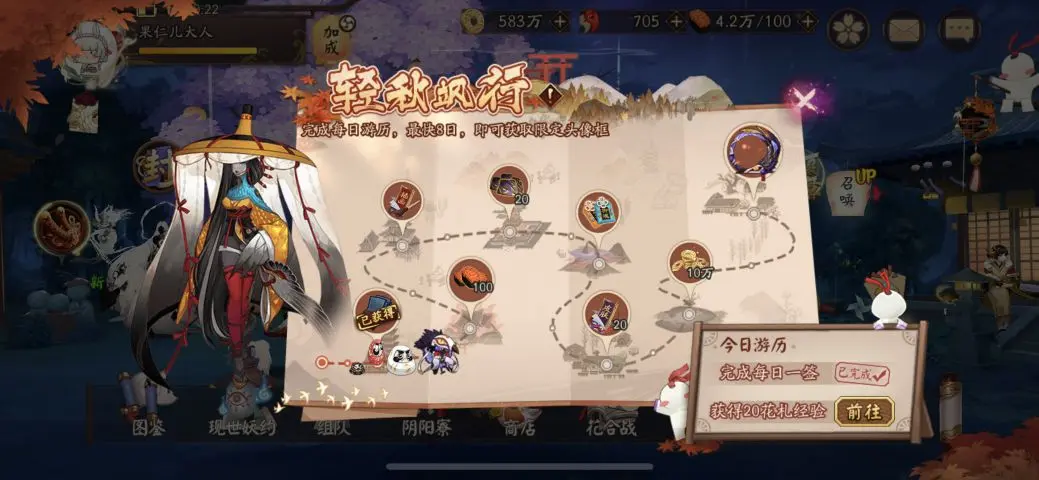 :22
果仁儿大人
加成
583万
705
4.2万/100
轻秋飒行
完成每日游历,最快8日,即可获取限定头像框
20
100
已获得
20
10万
召唤
UP
新
今日游历
完成每日一签
已完成
获得20花札经验
前往
图鉴
现世妖约
组队
阴阳寮
商店
花合战